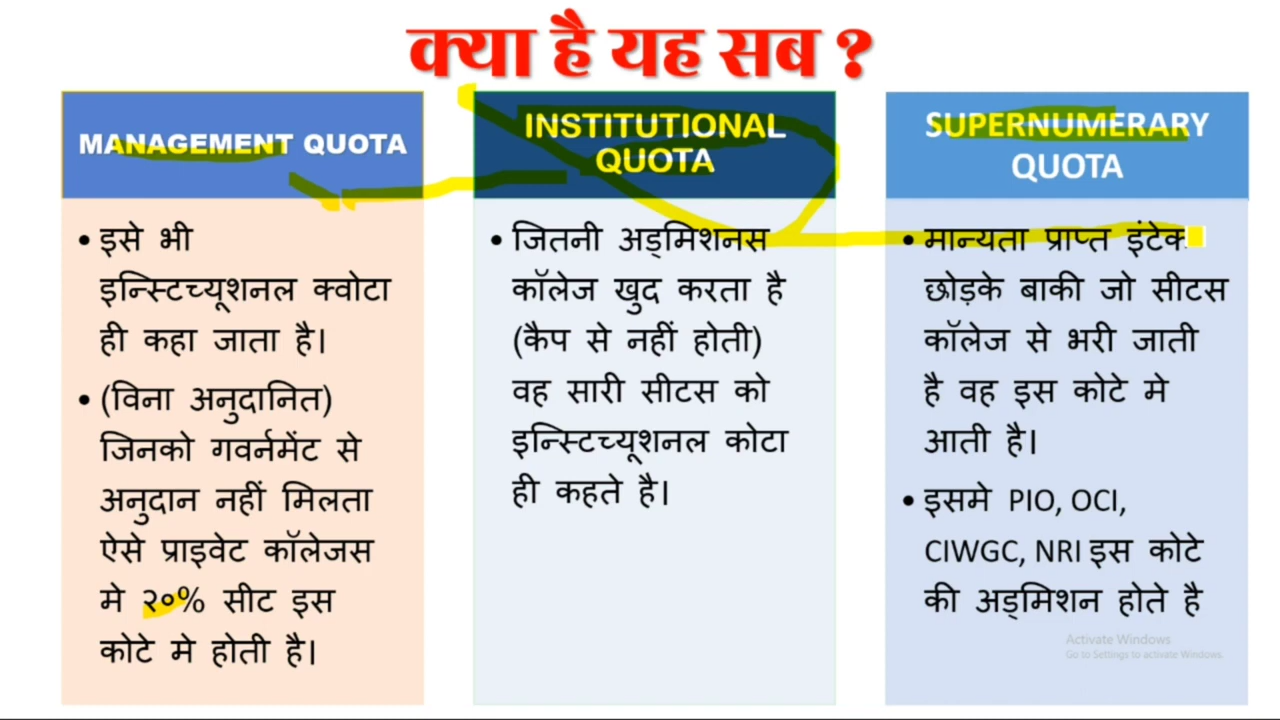 क्या है यह सब ?
MANAGEMENT QUOTA
• इसे भी
इन्स्टिच्यूशनल क्वोटा
ही कहा जाता है।
• (विना अनुदानित)
जिनको गवर्नमेंट से
अनुदान नहीं मिलता
ऐसे प्राइवेट कॉलेजस
मे २०% सीट इस
कोटे मे होती है।
INSTITUTIONAL
QUOTA
• जितनी अड्मिशनस
कॉलेज खुद करता है
(कैप से नहीं होती)
वह सारी सीटस को
इन्स्टिच्यूशनल कोटा
ही कहते है।
SUPERNUMERARY
QUOTA
• मान्यता प्राप्त इंटेक
छोड़के बाकी जो सीटस
कॉलेज से भरी जाती
है वह इस कोटे मे
आती है।
• इसमे PIO, OCI,
CIWGC, NRI इस कोटे
की अड्मिशन होते है
Activate Windows
Go to Settings to activate Windows.